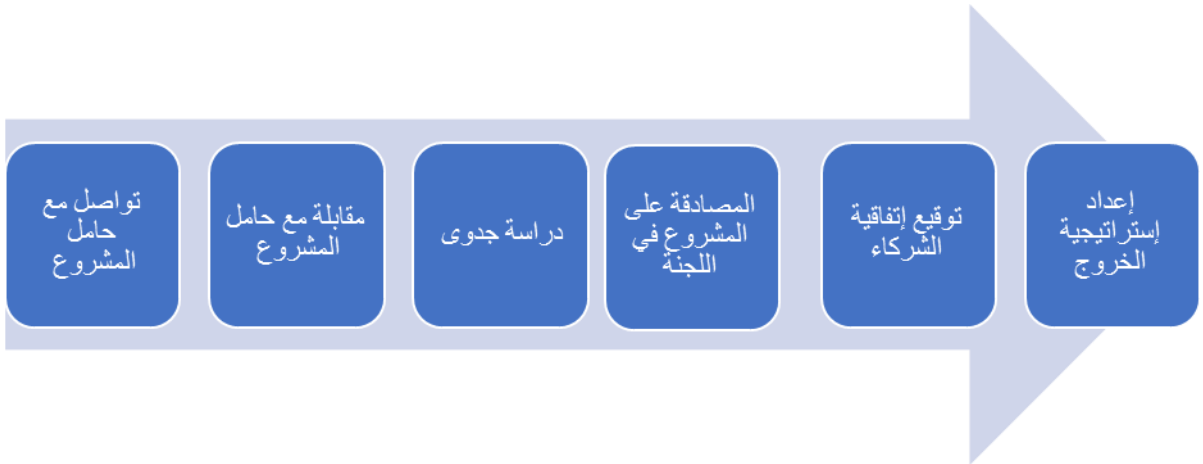 تواصل مع
حامل
المشروع
مقابلة مع حامل
المشروع
دراسة جدوى
المصادقة على
المشروع في
اللجنة
توقيع إتفاقية
الشركاء
إعداد
إستراتيجية
الخروج